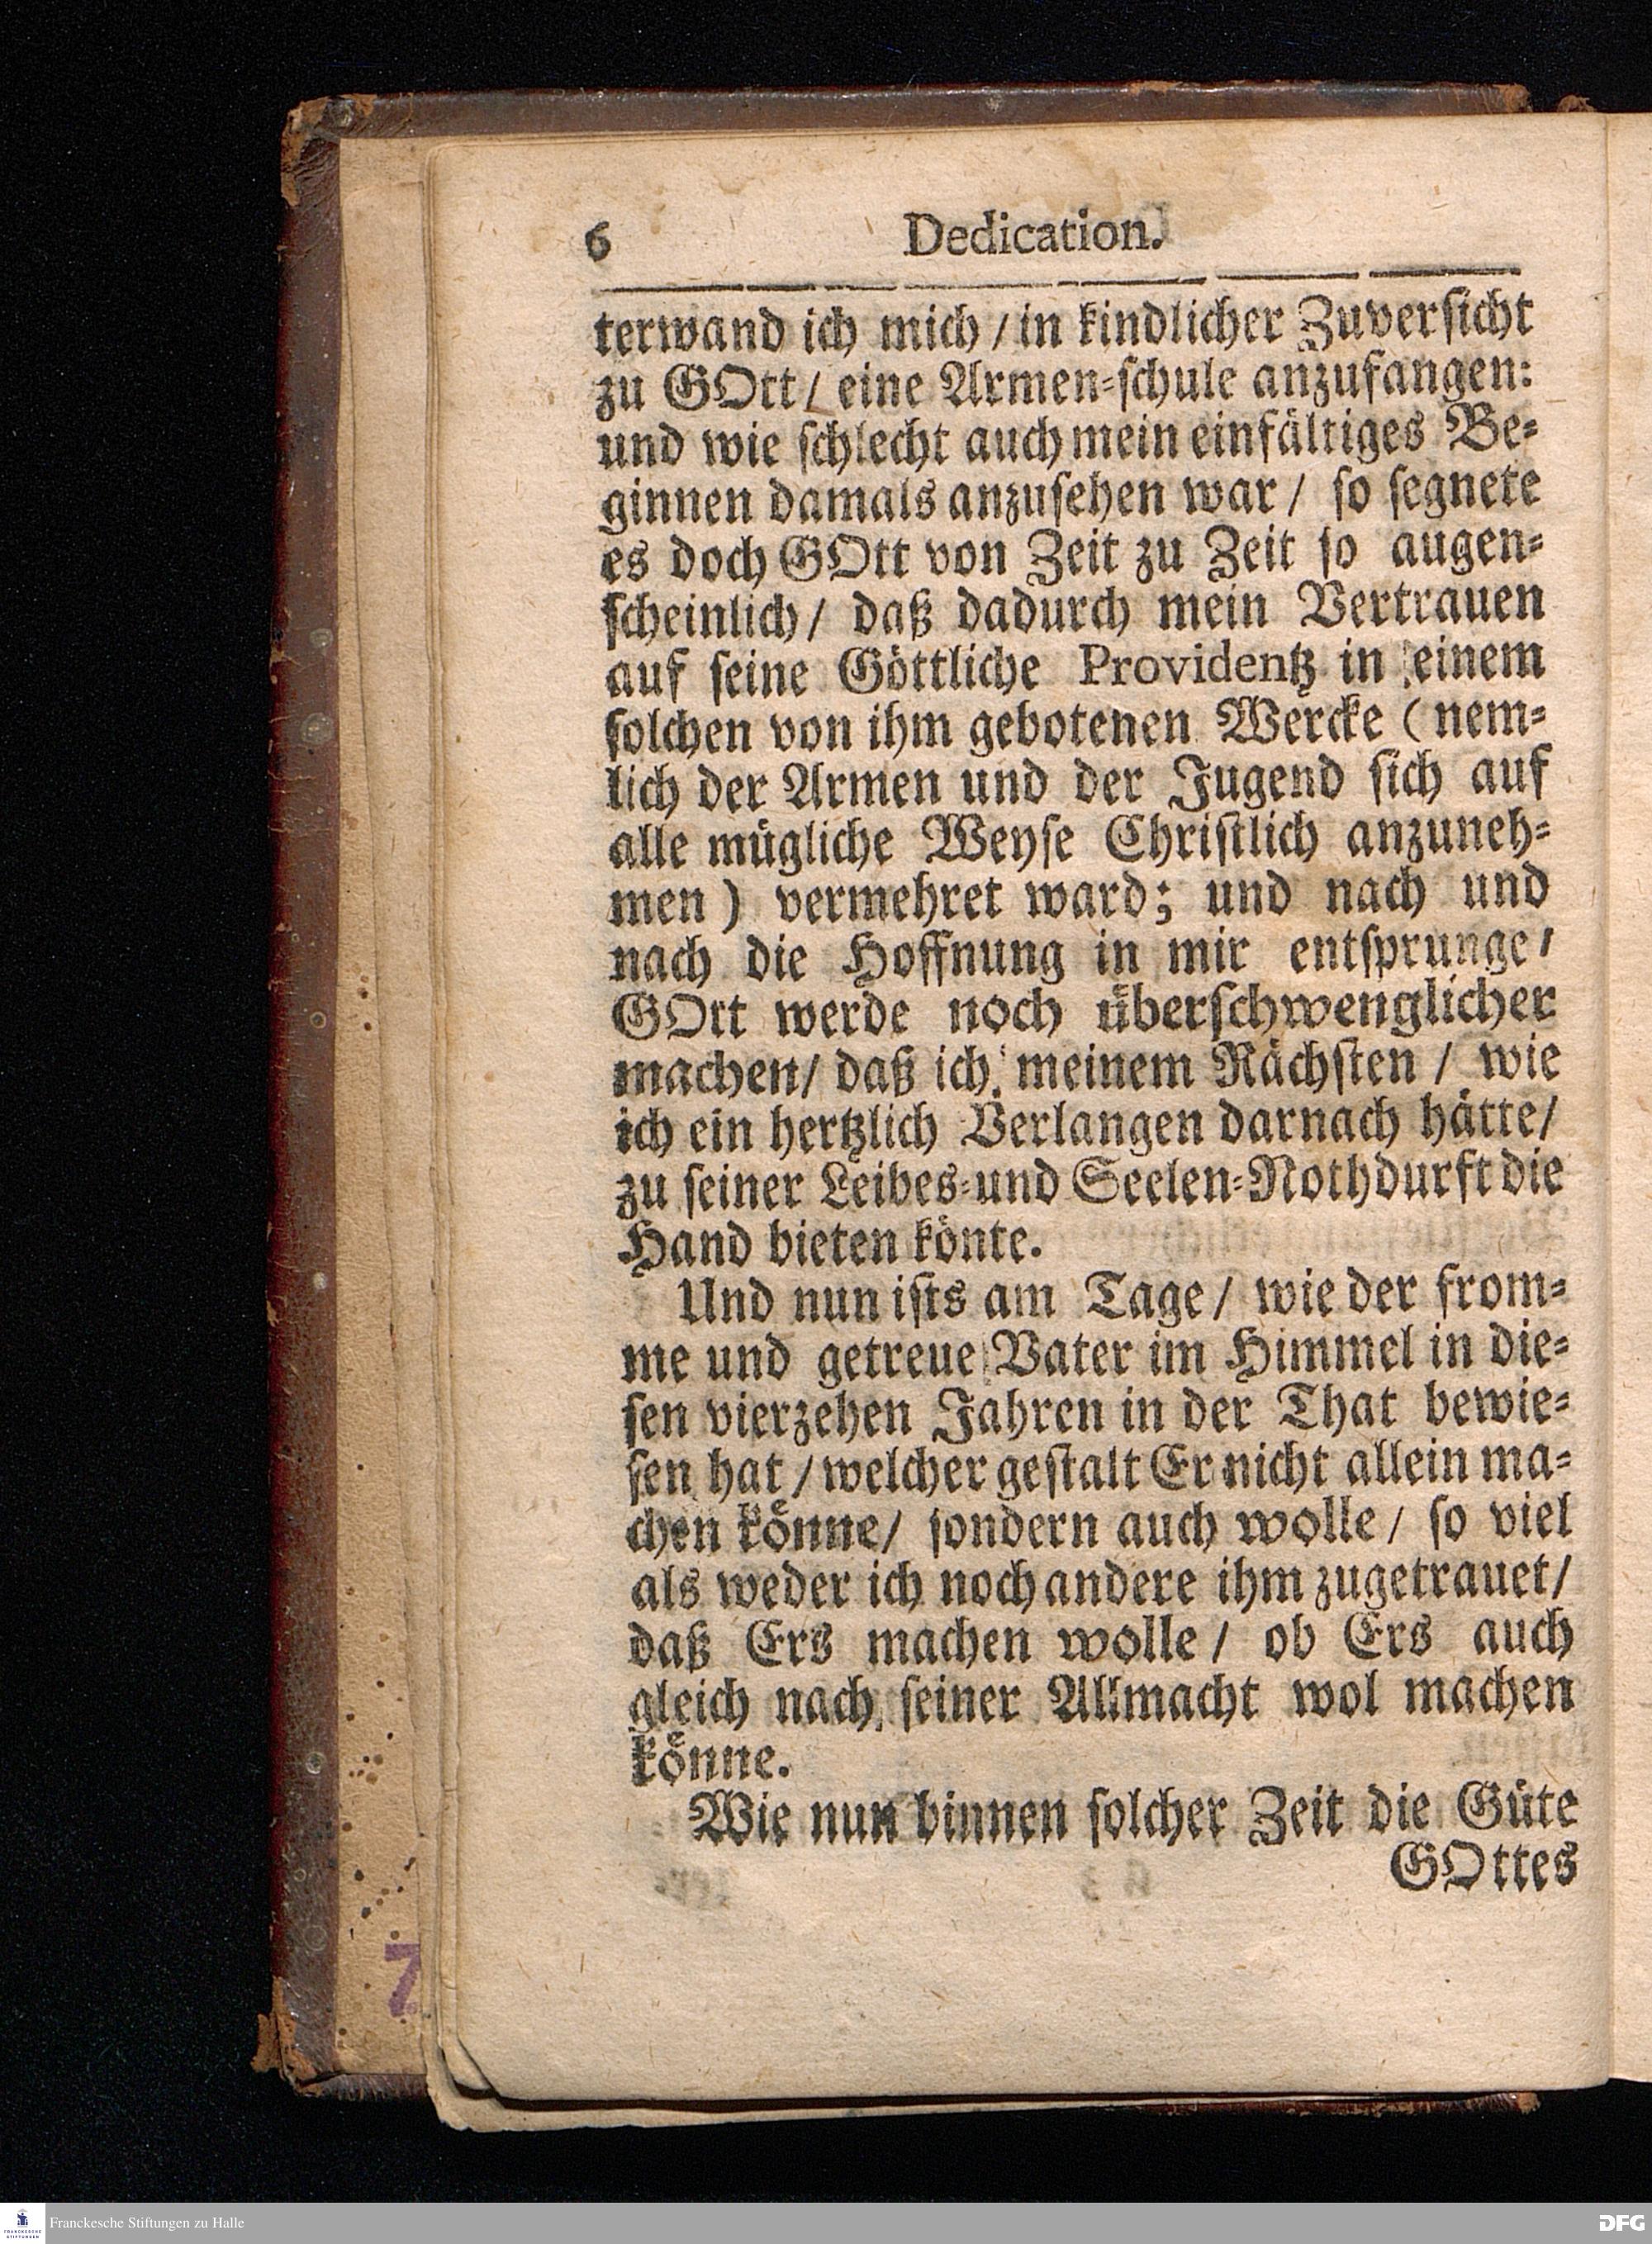 6 Dedication.
terwand ich mich / in kindlicher Zuverſicht
zu GOtt / eine Armen-ſchule anzufangen:
und wie ſchlecht auch mein einfältiges Be-
ginnen damals anzuſehen war / ſo ſegnete
es doch GOtt von Zeit zu Zeit ſo augen-
ſcheinlich / daß dadurch mein Vertrauen
auf ſeine Göttliche Providentz in einem
ſolchen von ihm gebotenen Wercke ( nem-
lich der Armen und der Jugend ſich auf
alle mügliche Weyſe Chriſtlich anzuneh-
men ) vermehret ward; und nach und
nach die Hoffnung in mir entſprunge /
GOtt werde noch überſchwenglicher
machen / daß ich meinem Nächſten / wie
ich ein hertzlich Verlangen darnach hätte /
zu ſeiner Leibes-und Seelen-Nothdurft die
Hand bieten könte.
Und nun iſts am Tage / wie der from-
me und getreue Vater im Himmel in die-
ſen vierzehen Jahren in der That bewie-
ſen hat / welcher geſtalt Er nicht allein ma-
chen könne / ſondern auch wolle / ſo viel
als weder ich noch andere ihm zugetrauet /
daß Ers machen wolle / ob Ers auch
gleich nach ſeiner Allmacht wol machen
könne.
Wie nun binnen ſolcher Zeit die Güte
GOttes
7
Franckesche Stiftungen zu Halle
DFG